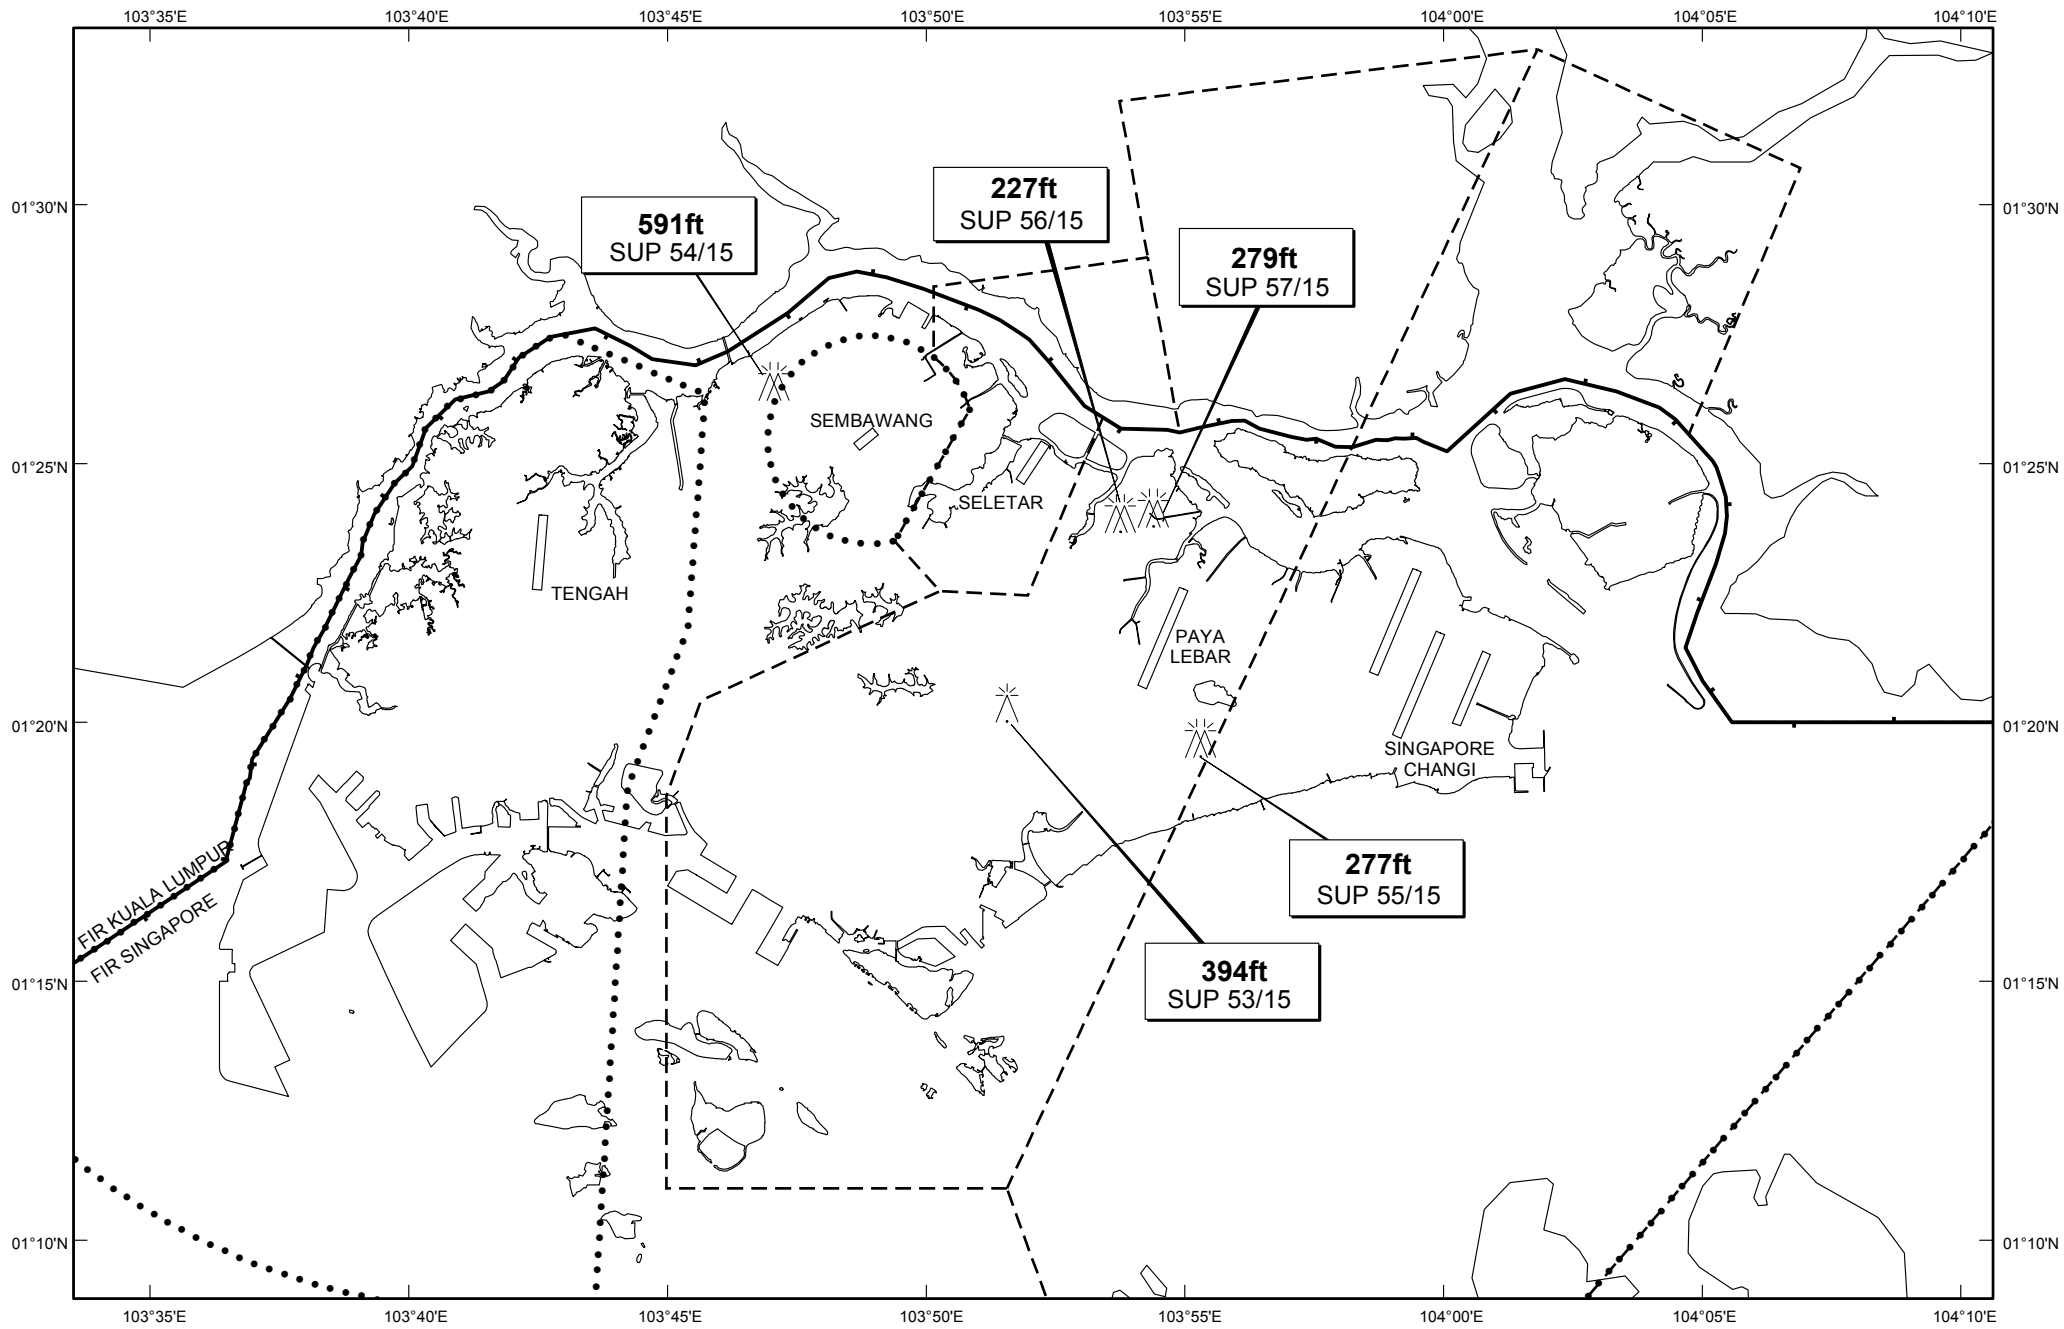 103°35'E
103°40'E
103°45'E
103°50'E
103°55'E
104°00'E
104°05'E
104°10'E
01°30'N
01°30'N
227ft
SUP 56/15
591ft
SUP 54/15
279ft
SUP 57/15
SEMBAWANG
01°25'N
01°25'N
SELETAR
TENGAH
PAYA
LEBAR
01°20'N
01°20'N
SINGAPORE
CHANGI
277ft
SUP 55/15
FIR KUALA LUMPUR
FIR SINGAPORE
394ft
SUP 53/15
01°15'N
01°15'N
01°10'N
01°10'N
103°35'E
103°40'E
103°45'E
103°50'E
103°55'E
104°00'E
104°05'E
104°10'E